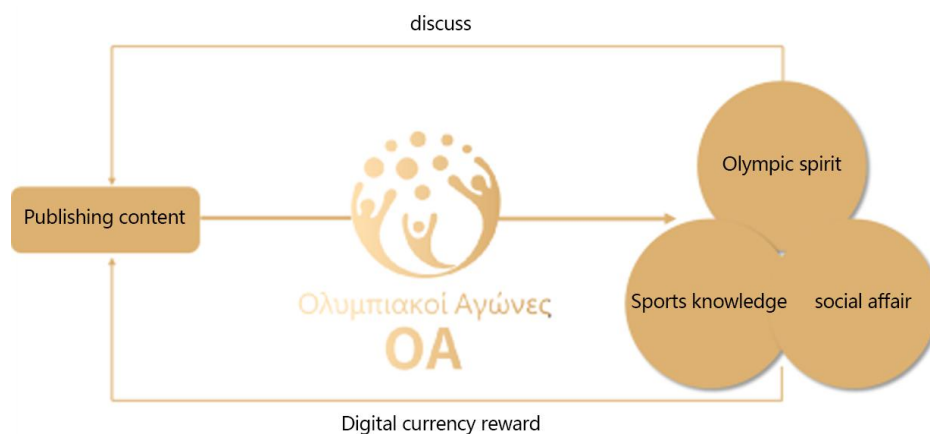 discuss
Olympic spirit
Publishing content
Sports knowledge
social affair
Ολυμπιακοί Αγώνες
OA
Digital currency reward